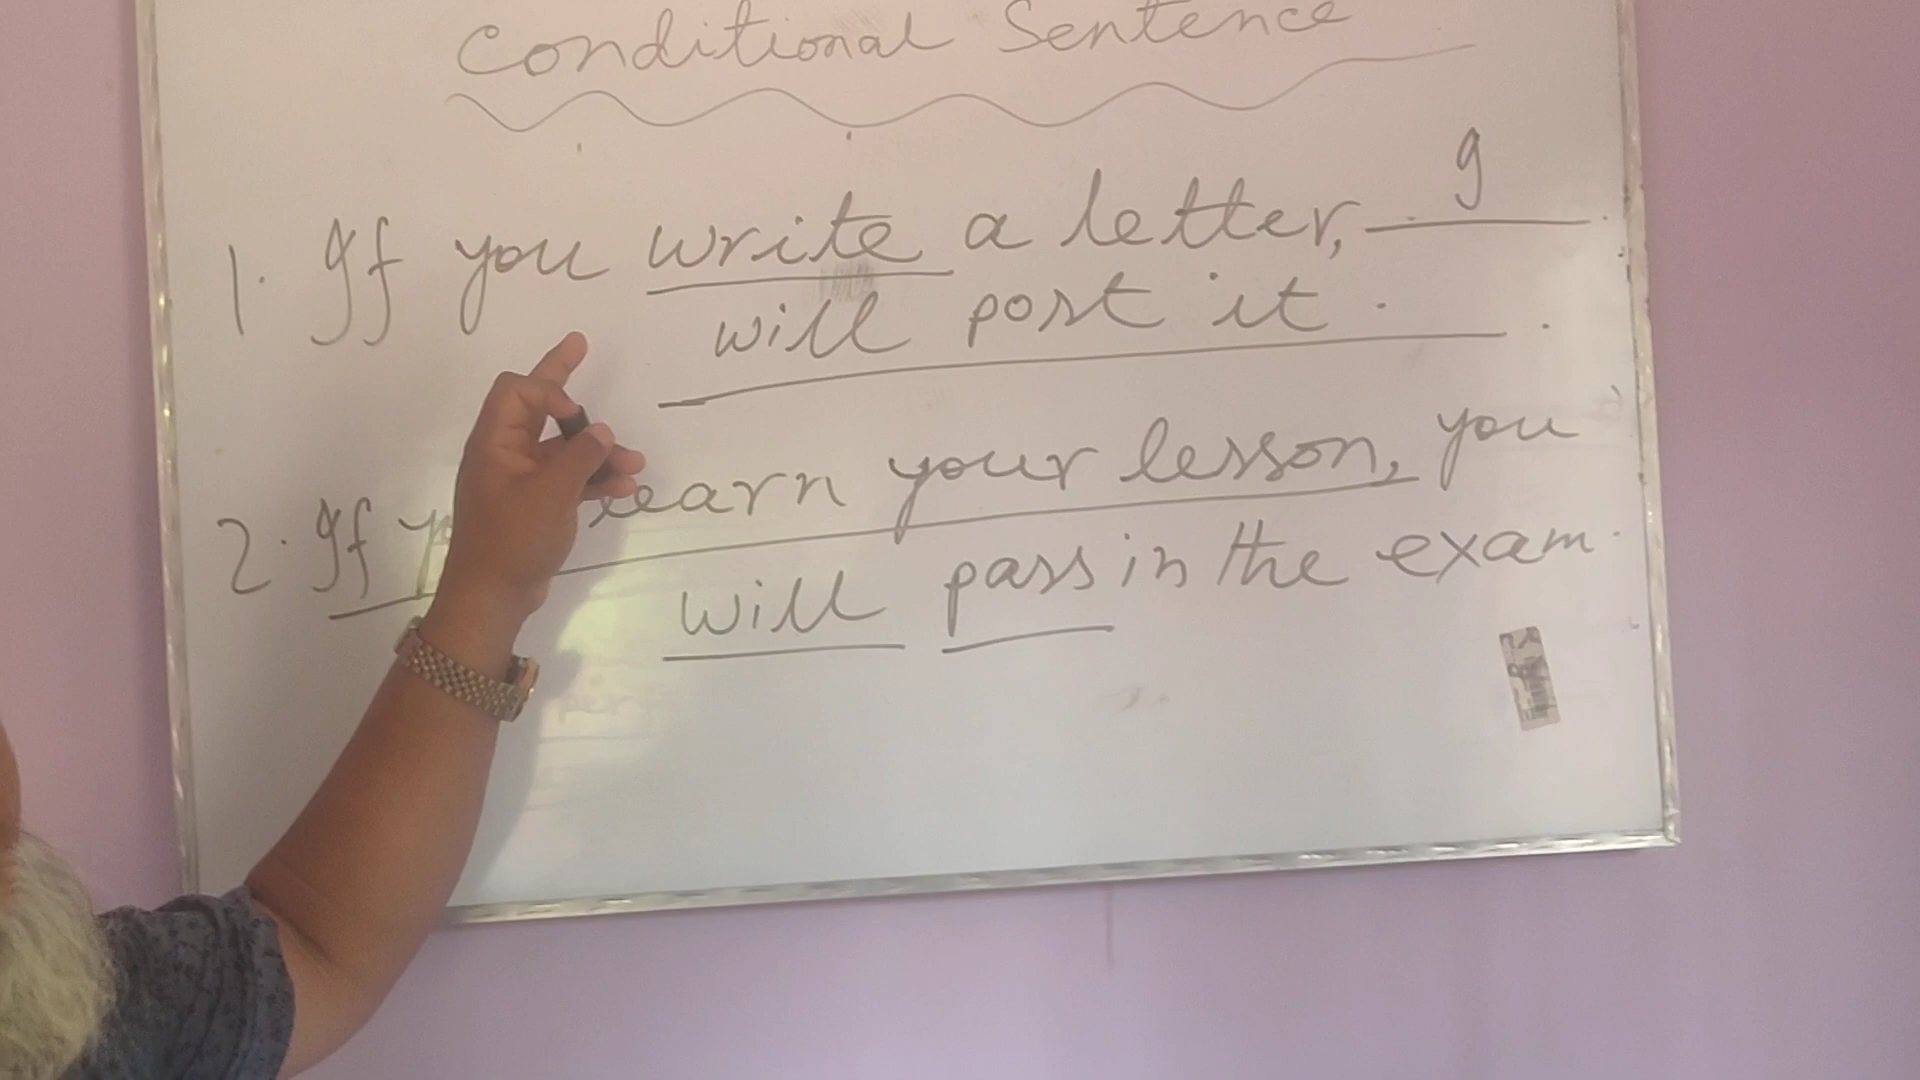 Conditional Sentence
1. If you write a letter, I
will post it.
2. If learn your lesson, you
will pass in the exam.